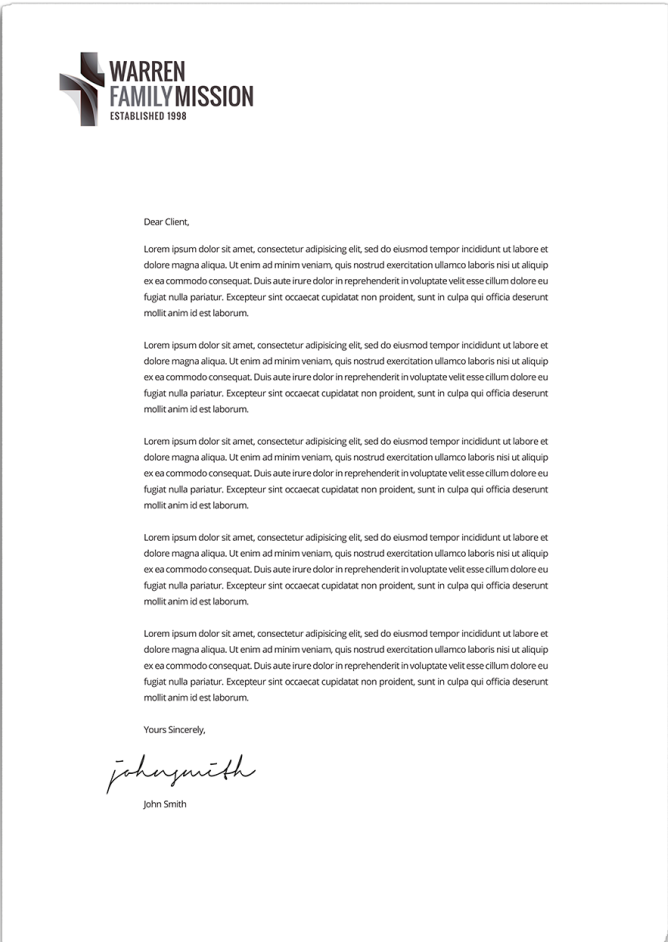 WARREN
FAMILY MISSION
ESTABLISHED 1998
Dear Client,
Lorem ipsum dolor sit amet, consectetur adipisicing elit, sed do eiusmod tempor incididunt ut labore et
dolore magna aliqua. Ut enim ad minim veniam, quis nostrud exercitation ullamco laboris nisi ut aliquip
ex ea commodo consequat. Duis aute irure dolor in reprehenderit in voluptate velit esse cillum dolore eu
fugiat nulla pariatur. Excepteur sint occaecat cupidatat non proident, sunt in culpa qui officia deserunt
mollit anim id est laborum.
Lorem ipsum dolor sit amet, consectetur adipisicing elit, sed do eiusmod tempor incididunt ut labore et
dolore magna aliqua. Ut enim ad minim veniam, quis nostrud exercitation ullamco laboris nisi ut aliquip
ex ea commodo consequat. Duis aute irure dolor in reprehenderit in voluptate velit esse cillum dolore eu
fugiat nulla pariatur. Excepteur sint occaecat cupidatat non proident, sunt in culpa qui officia deserunt
mollit anim id est laborum.
Lorem ipsum dolor sit amet, consectetur adipisicing elit, sed do eiusmod tempor incididunt ut labore et
dolore magna aliqua. Ut enim ad minim veniam, quis nostrud exercitation ullamco laboris nisi ut aliquip
ex ea commodo consequat. Duis aute irure dolor in reprehenderit in voluptate velit esse cillum dolore eu
fugiat nulla pariatur. Excepteur sint occaecat cupidatat non proident, sunt in culpa qui officia deserunt
mollit anim id est laborum.
Lorem ipsum dolor sit amet, consectetur adipisicing elit, sed do eiusmod tempor incididunt ut labore et
dolore magna aliqua. Ut enim ad minim veniam, quis nostrud exercitation ullamco laboris nisi ut aliquip
ex ea commodo consequat. Duis aute irure dolor in reprehenderit in voluptate velit esse cillum dolore eu
fugiat nulla pariatur. Excepteur sint occaecat cupidatat non proident, sunt in culpa qui officia deserunt
mollit anim id est laborum.
Lorem ipsum dolor sit amet, consectetur adipisicing elit, sed do eiusmod tempor incididunt ut labore et
dolore magna aliqua. Ut enim ad minim veniam, quis nostrud exercitation ullamco laboris nisi ut aliquip
ex ea commodo consequat. Duis aute irure dolor in reprehenderit in voluptate velit esse cillum dolore eu
fugiat nulla pariatur. Excepteur sint occaecat cupidatat non proident, sunt in culpa qui officia deserunt
mollit anim id est laborum.
Yours Sincerely,
johnsmith
John Smith